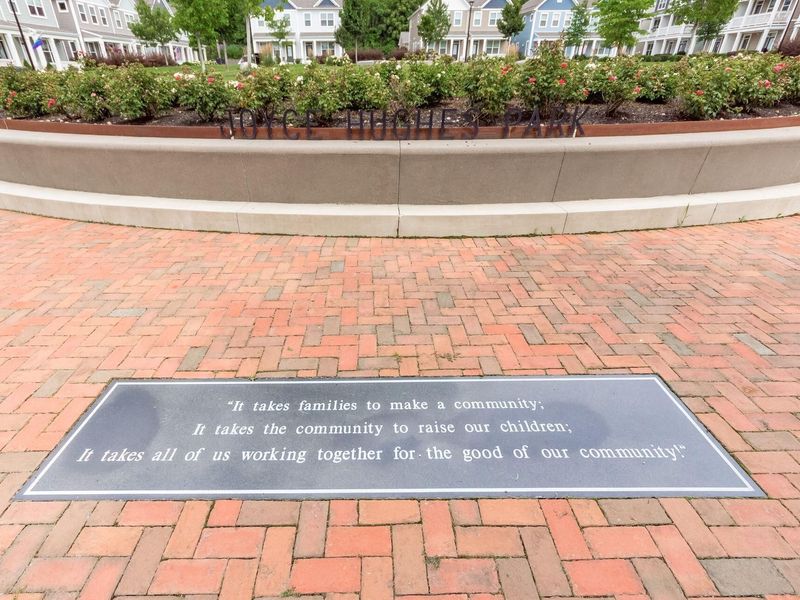 JOYCE HUGHES PARK
"It takes families to make a community;
It takes the community to raise our children;
It takes all of us working together for the good of our community!"